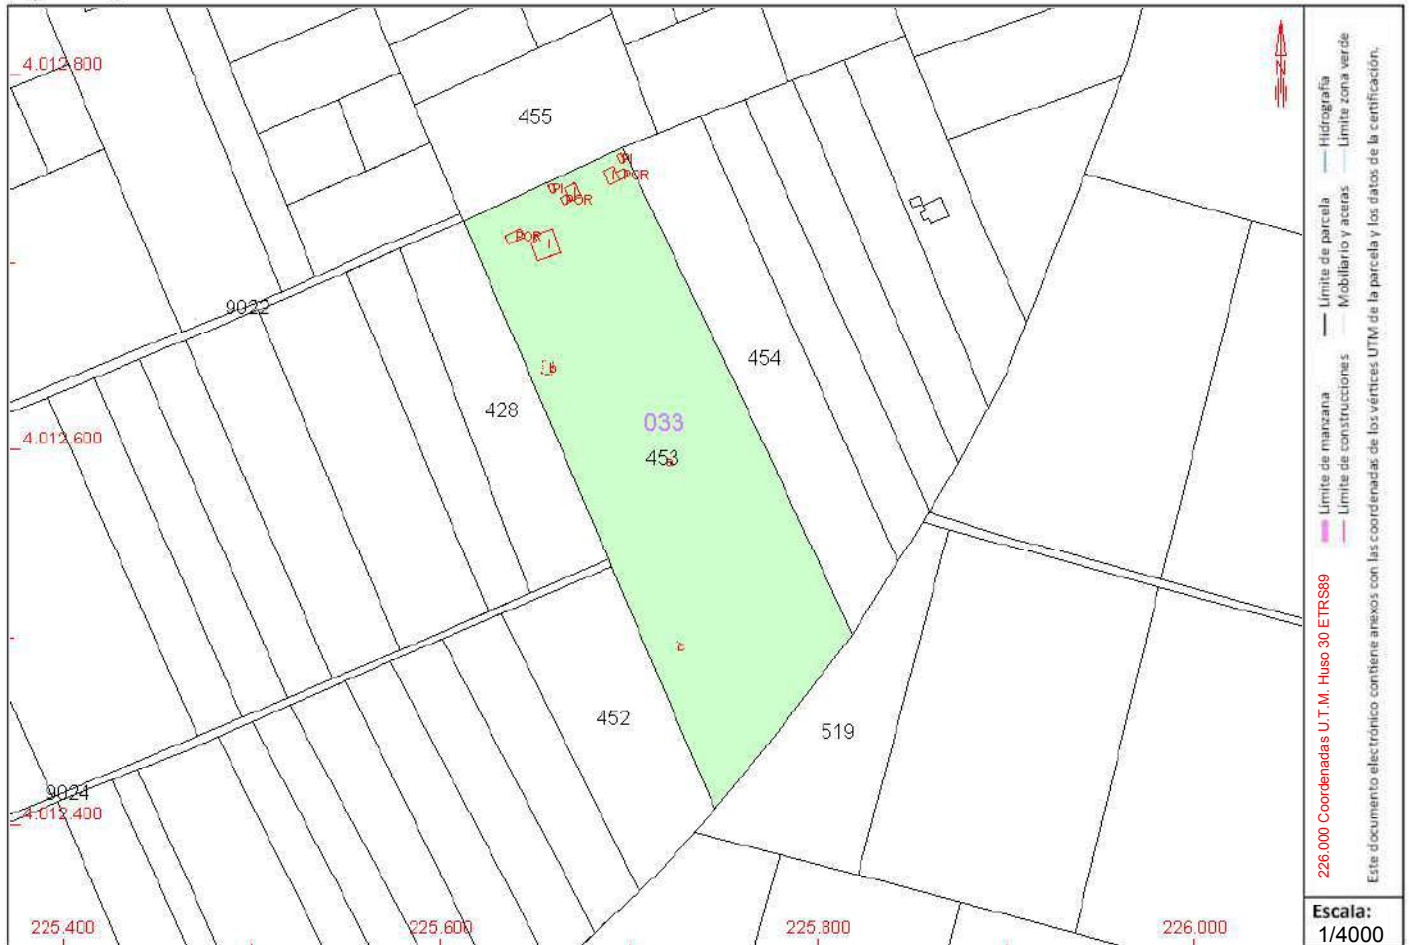 4.012.800
455
PI
POR
PI
POR
POR
I
9022
454
b
428
033
4.012.600
453
a
c
452
519
9024
4.012.400
225.400
225.600
225.800
226.000
N
Límite de manzana
Límite de parcela
Hidrografía
Límite de construcciones
Mobiliario y aceras
Límite zona verde
226.000 Coordenadas U.T.M. Huso 30 ETRS89
Este documento electrónico contiene anexos con las coordenadas de los vértices UTM de la parcela y los datos de la certificación.
Escala:
1/4000